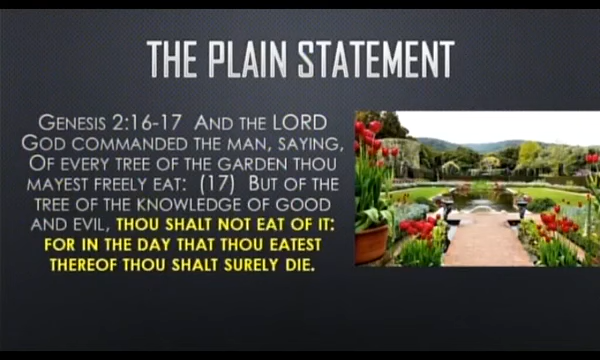 THE PLAIN STATEMENT
GENESIS 2:16-17 AND THE LORD
GOD COMMANDED THE MAN, SAYING,
OF EVERY TREE OF THE GARDEN THOU
MAYEST FREELY EAT: (17) BUT OF THE
TREE OF THE KNOWLEDGE OF GOOD
AND EVIL, THOU SHALT NOT EAT OF IT:
FOR IN THE DAY THAT THOU EATEST
THEREOF THOU SHALT SURELY DIE.